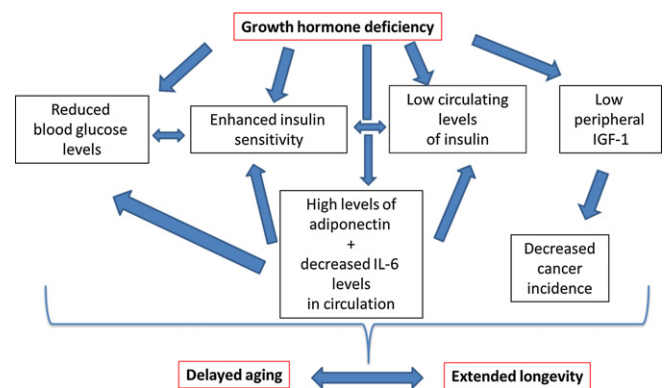 Growth hormone deficiency
Reduced
blood glucose
levels
Enhanced insulin
sensitivity
Low circulating
levels
of insulin
Low
peripheral
IGF-1
High levels of
adiponectin
+
decreased IL-6
levels
in circulation
Decreased
cancer
incidence
Delayed aging
Extended longevity